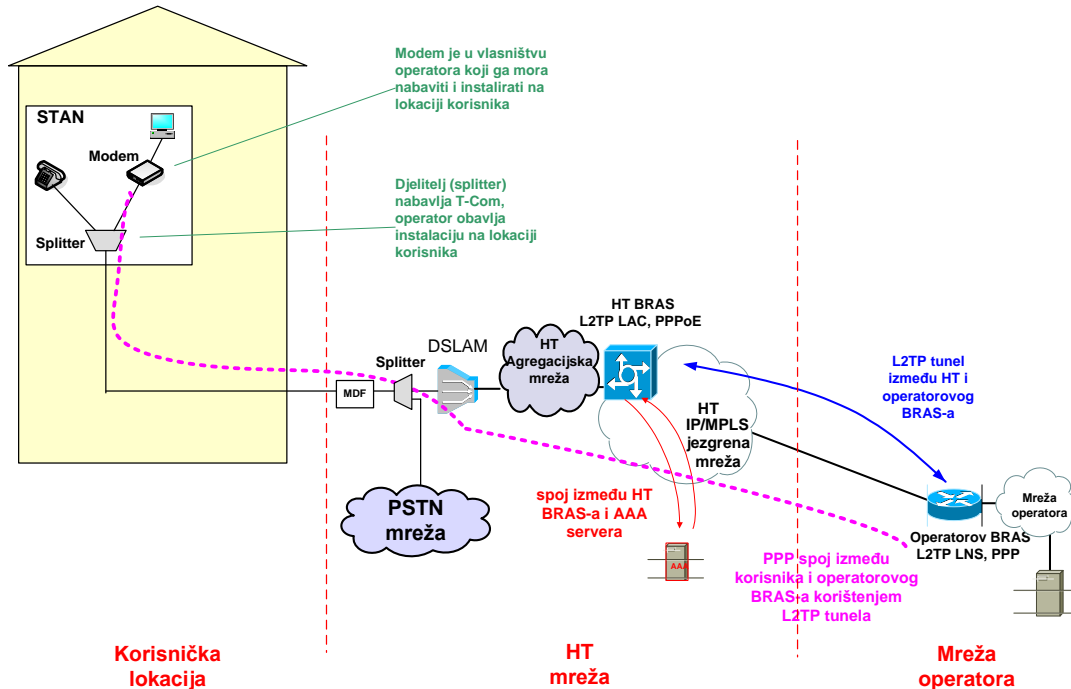 Modem je u vlasništvu
operatora koji ga mora
nabaviti i instalirati na
lokaciji korisnika
STAN
Modem
Djelitelj (splitter)
nabavlja T-Com,
operator obavlja
instalaciju na lokaciji
korisnika
Splitter
HT BRAS
L2TP LAC, PPPoE
DSLAM
Splitter
HT
Agregacijska
mreža
L2TP tunel
između HT i
operatorovog
BRAS-a
MDF
HT
IP/MPLS
jezgrena
mreža
PSTN
mreža
spoj između HT
BRAS-a i AAA
servera
AAA
Mreža
operatora
Operatorov BRAS
L2TP LNS, PPP
PPP spoj između
korisnika i operatorovog
BRAS-a korištenjem
L2TP tunela
Korisnička
lokacija
HT
mreža
Mreža
operatora